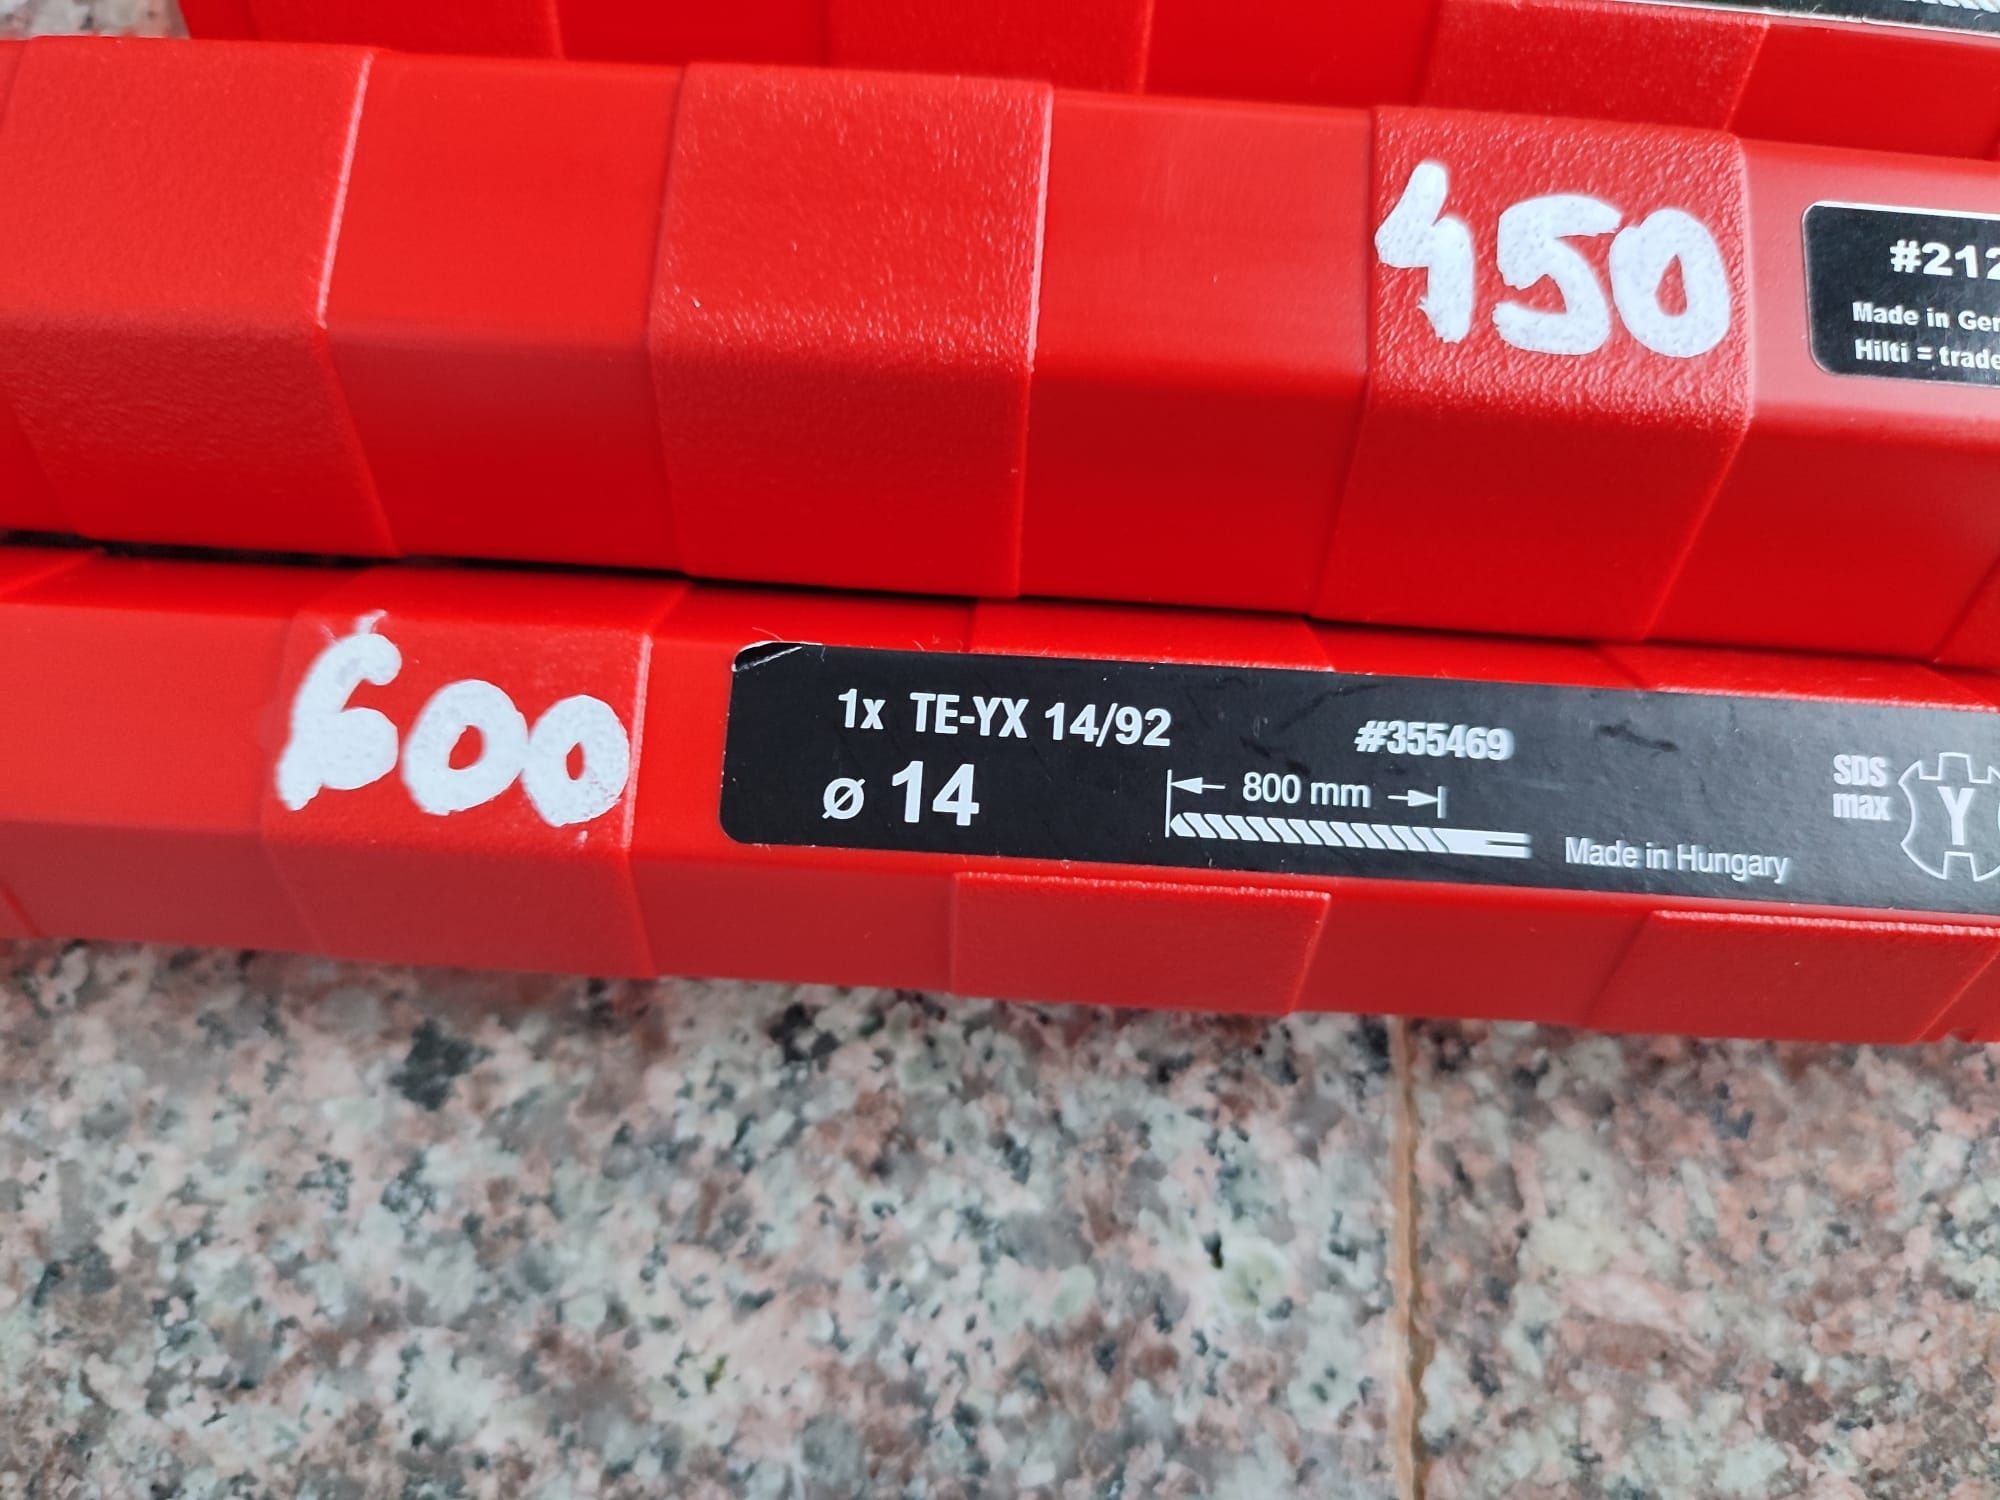 450
#212
Made in Ger
Hilti = trade
600
1x TE-YX 14/92
#355469
ø 14
800 mm
SDS
max
Y
Made in Hungary